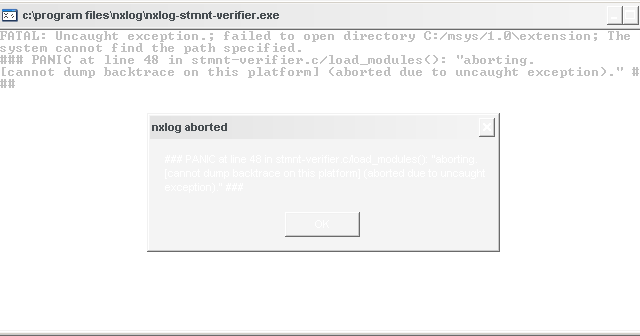 c:\program files\nxlog\nxlog-stmnt-verifier.exe
FATAL: Uncaught exception.; failed to open directory C:/msys/1.0\extension; The
system cannot find the path specified.
### PANIC at line 48 in stmnt-verifier.c/load_modules(): "aborting.
[cannot dump backtrace on this platform] (aborted due to uncaught exception)." #
##
nxlog aborted
### PANIC at line 48 in stmnt-verifier.c/load_modules(): "aborting.
[cannot dump backtrace on this platform] (aborted due to uncaught
exception)." ###